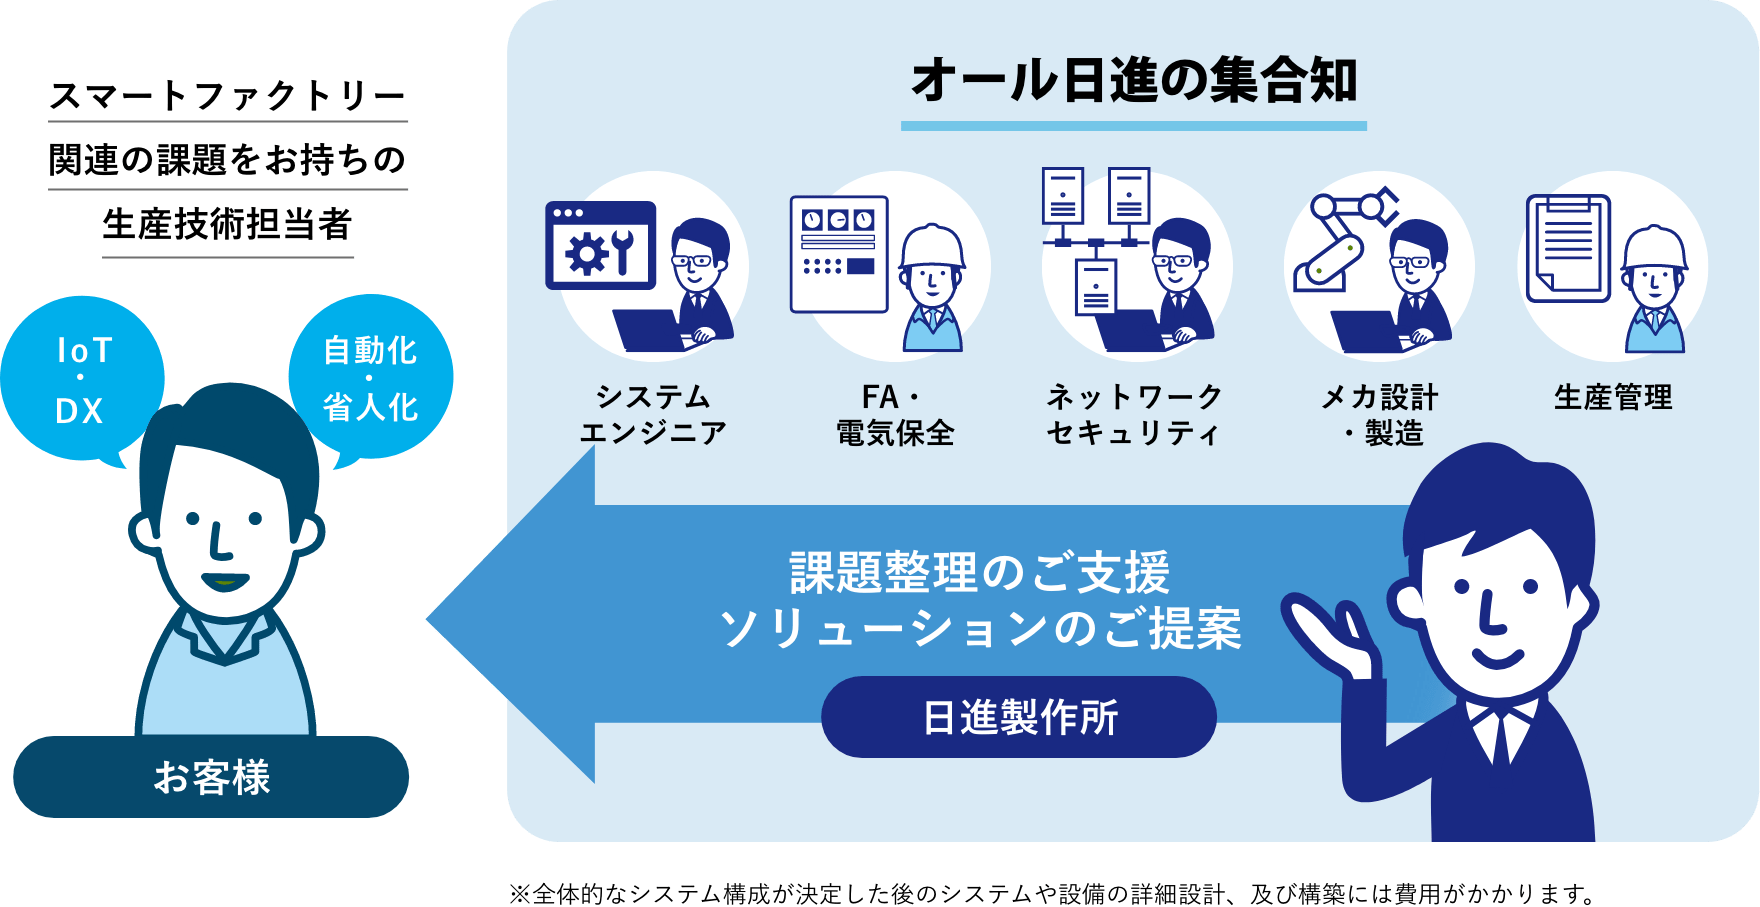 スマートファクトリー
関連の課題をお持ちの
生産技術担当者
IoT
・
DX
自動化
・
省人化
お客様
オール日進の集合知
システム
エンジニア
FA・
電気保全
ネットワーク
セキュリティ
メカ設計
・製造
生産管理
課題整理のご支援
ソリューションのご提案
日進製作所
※全体的なシステム構成が決定した後のシステムや設備の詳細設計、及び構築には費用がかかります。